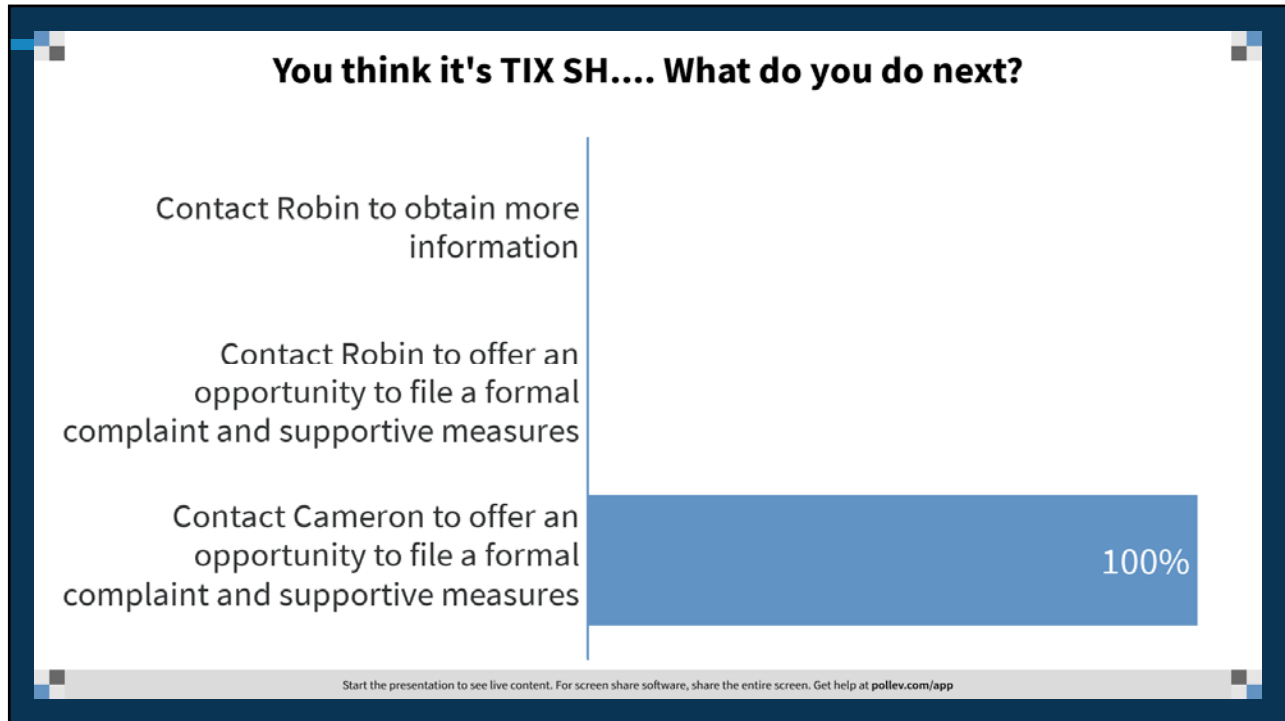 You think it's TIX SH.... What do you do next?
Contact Robin to obtain more
information
Contact Robin to offer an
opportunity to file a formal
complaint and supportive measures
Contact Cameron to offer an
opportunity to file a formal
complaint and supportive measures
100%
Start the presentation to see live content. For screen share software, share the entire screen. Get help at pollev.com/app